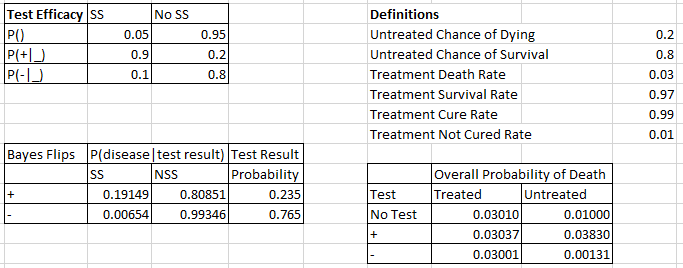 Test Efficacy SS No SS
P() 0.05 0.95
P(+|_) 0.9 0.2
P(-|_) 0.1 0.8
Definitions
Untreated Chance of Dying 0.2
Untreated Chance of Survival 0.8
Treatment Death Rate 0.03
Treatment Survival Rate 0.97
Treatment Cure Rate 0.99
Treatment Not Cured Rate 0.01
Bayes Flips P(disease|test result) Test Result
SS NSS Probability
+ 0.19149 0.80851 0.235
- 0.00654 0.99346 0.765
Overall Probability of Death
Test Treated Untreated
No Test 0.03010 0.01000
+ 0.03037 0.03830
- 0.03001 0.00131